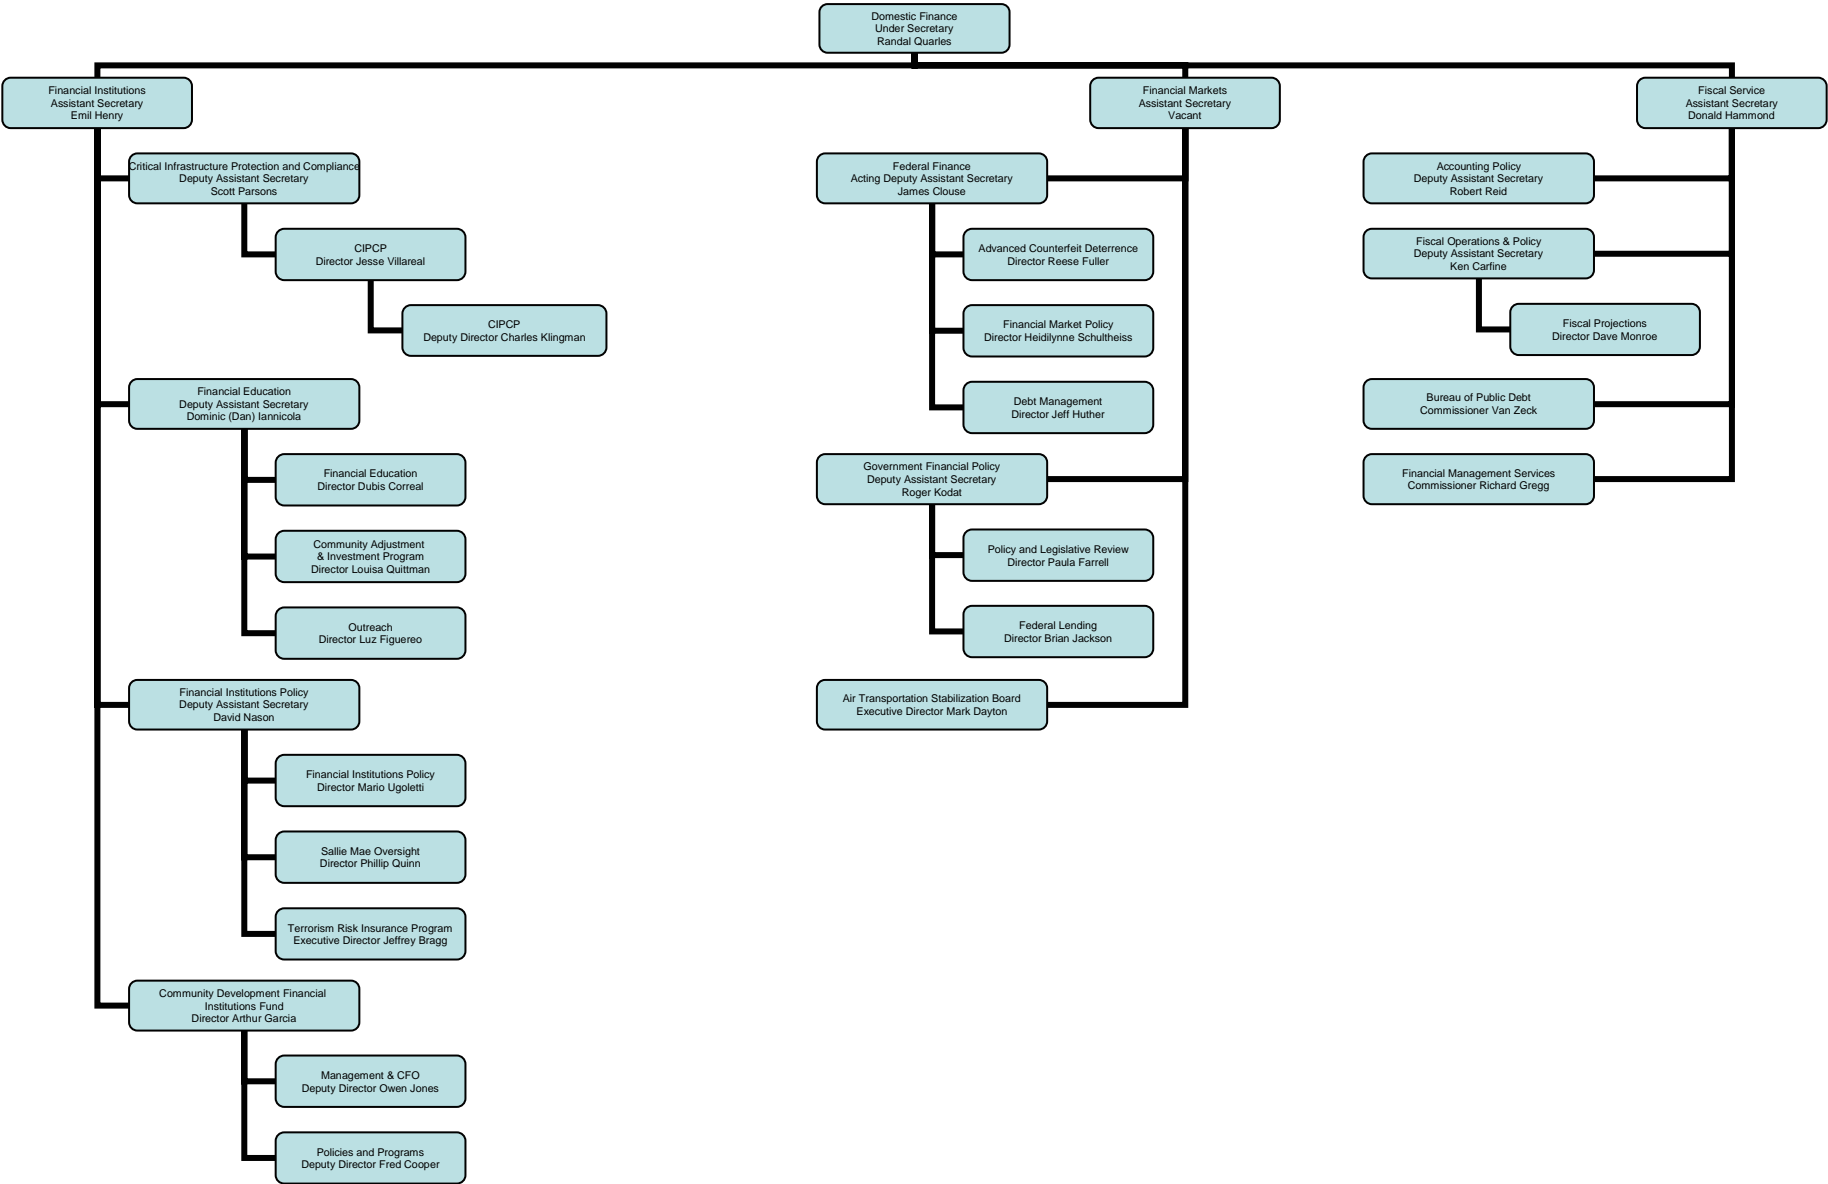 Domestic Finance
Under Secretary
Randal Quarles
Financial Institutions
Assistant Secretary
Emil Henry
Critical Infrastructure Protection and Compliance
Deputy Assistant Secretary
Scott Parsons
CIPCP
Director Jesse Villareal
CIPCP
Deputy Director Charles Klingman
Financial Education
Deputy Assistant Secretary
Dominic (Dan) Iannicola
Financial Education
Director Dubis Correal
Community Adjustment
& Investment Program
Director Louisa Quittman
Outreach
Director Luz Figuereo
Financial Institutions Policy
Deputy Assistant Secretary
David Nason
Financial Institutions Policy
Director Mario Ugoletti
Sallie Mae Oversight
Director Phillip Quinn
Terrorism Risk Insurance Program
Executive Director Jeffrey Bragg
Community Development Financial
Institutions Fund
Director Arthur Garcia
Management & CFO
Deputy Director Owen Jones
Policies and Programs
Deputy Director Fred Cooper
Financial Markets
Assistant Secretary
Vacant
Federal Finance
Acting Deputy Assistant Secretary
James Clouse
Advanced Counterfeit Deterrence
Director Reese Fuller
Financial Market Policy
Director Heidilynne Schultheiss
Debt Management
Director Jeff Huther
Government Financial Policy
Deputy Assistant Secretary
Roger Kodat
Policy and Legislative Review
Director Paula Farrell
Federal Lending
Director Brian Jackson
Air Transportation Stabilization Board
Executive Director Mark Dayton
Fiscal Service
Assistant Secretary
Donald Hammond
Accounting Policy
Deputy Assistant Secretary
Robert Reid
Fiscal Operations & Policy
Deputy Assistant Secretary
Ken Carfine
Fiscal Projections
Director Dave Monroe
Bureau of Public Debt
Commissioner Van Zeck
Financial Management Services
Commissioner Richard Gregg